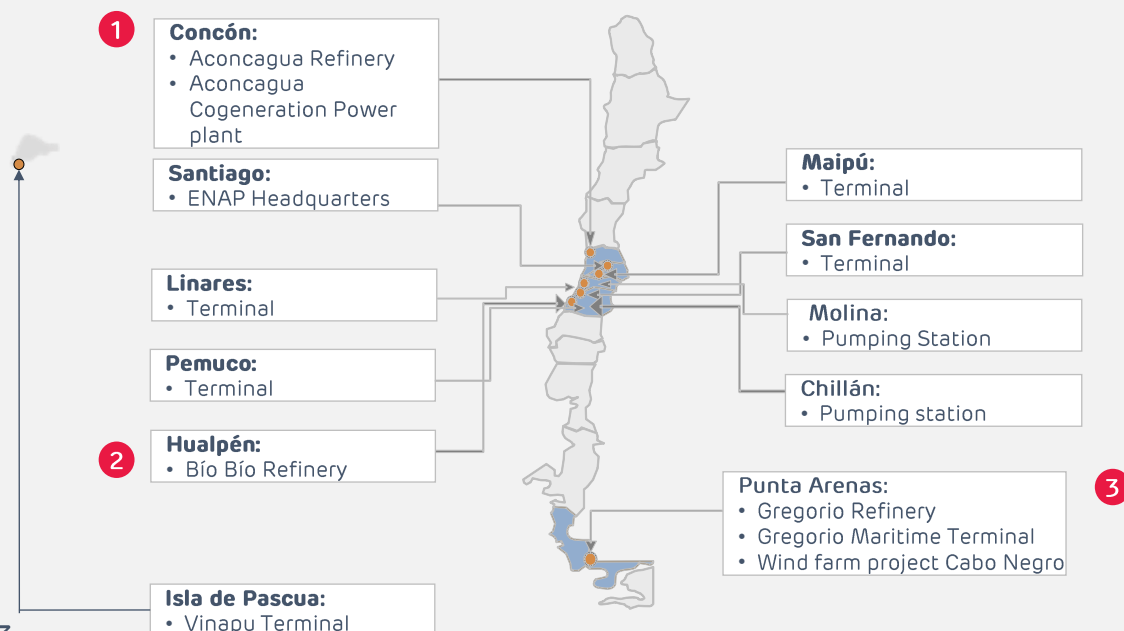 1
Concón:
• Aconcagua Refinery
• Aconcagua
Cogeneration Power
plant
Santiago:
• ENAP Headquarters
Linares:
• Terminal
Pemuco:
• Terminal
2
Hualpén:
• Bío Bío Refinery
Isla de Pascua:
• Vinapu Terminal
Maipú:
• Terminal
San Fernando:
• Terminal
Molina:
• Pumping Station
Chillán:
• Pumping station
3
Punta Arenas:
• Gregorio Refinery
• Gregorio Maritime Terminal
• Wind farm project Cabo Negro